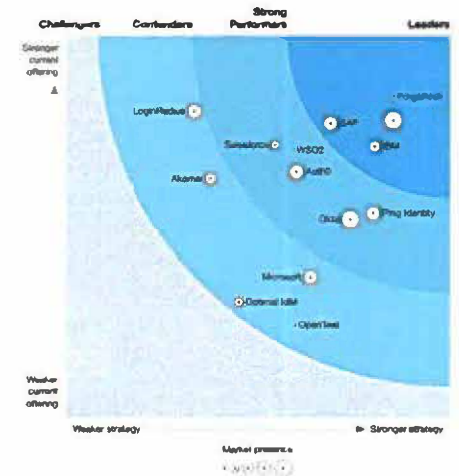 Challengers
Contenders
Strong
Performers
Leaders
Stronger
current
offering
ForgeRock
LoginRadius
SAP
Salesforce
WSO2
IBM
Auth0
Akamai
Okta
Ping Identity
Microsoft
Optimal IdM
OpenText
Weaker
current
offering
Weaker strategy
Stronger strategy
Market presence